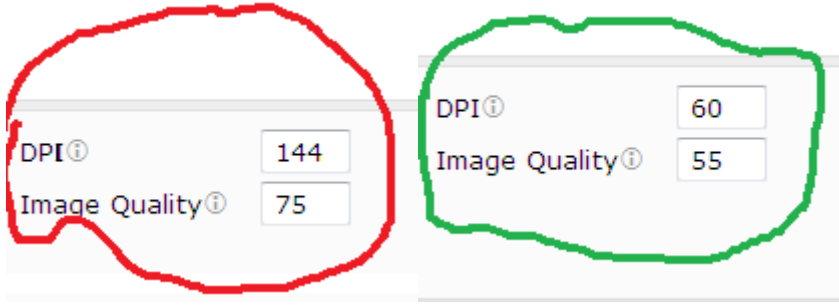 DPI ⓘ 144
Image Quality ⓘ 75
DPI ⓘ 60
Image Quality ⓘ 55